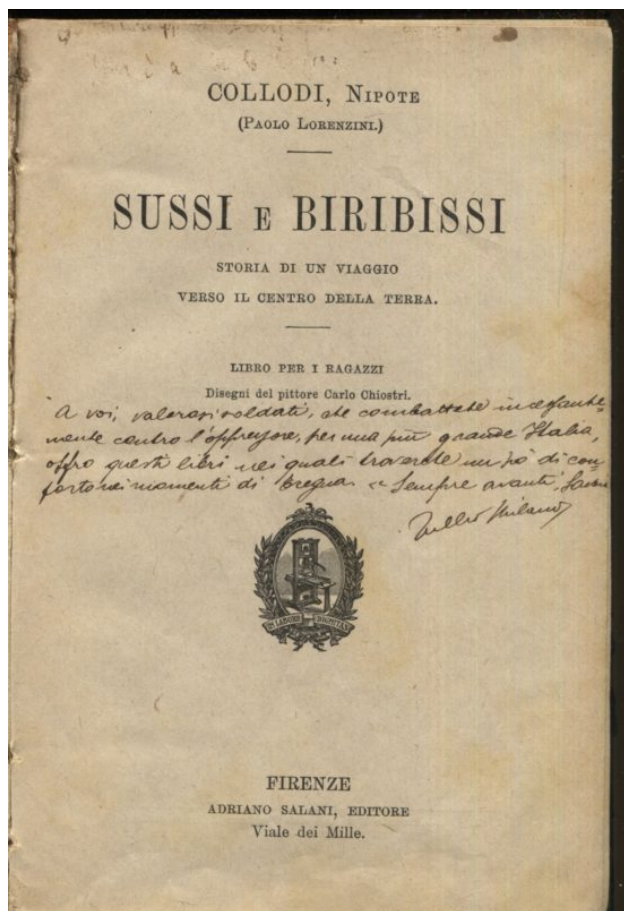 COLLODI, NIPOTE
(PAOLO LORENZINI.)
SUSSI E BIRIBISSI
STORIA DI UN VIAGGIO
VERSO IL CENTRO DELLA TERRA.
LIBRO PER I RAGAZZI
Disegni del pittore Carlo Chiostri.
A voi, valorosi soldati, che combattete incessante-
mente contro l'oppressore, per una più grande Italia,
offro questi libri nei quali troverete un pò di con-
forto nei momenti di tregua. "Sempre avanti,
IN LABORE
FIRENZE
ADRIANO SALANI, EDITORE
Viale dei Mille.